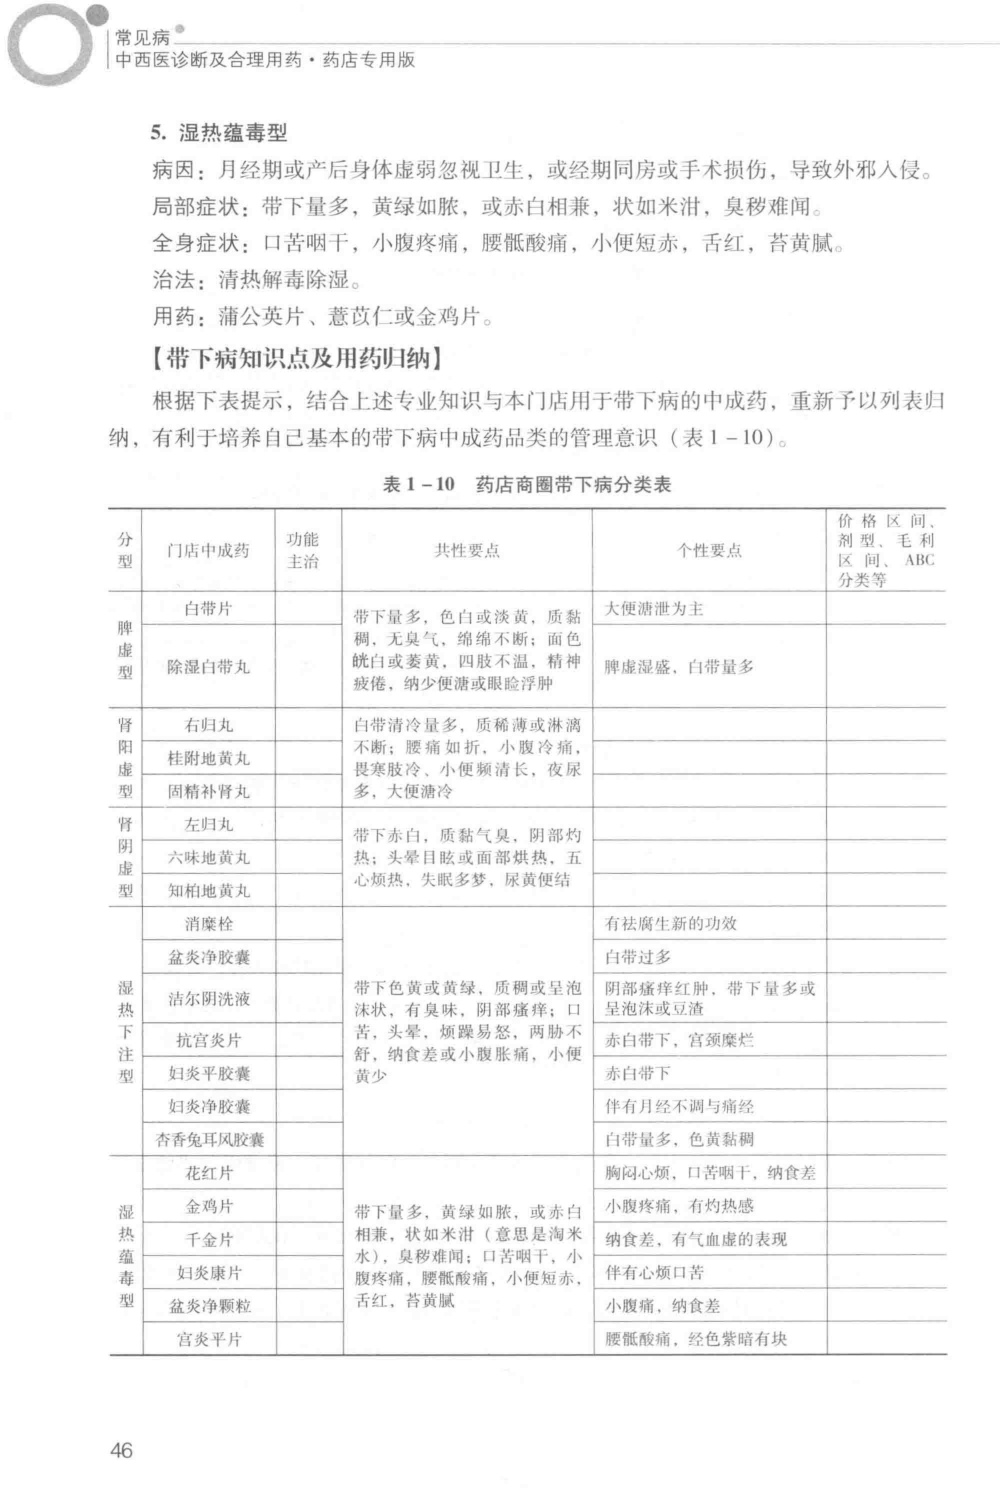 常见病
中西医诊断及合理用药·药店专用版
5. 湿热蕴毒型
病因：月经期或产后身体虚弱忽视卫生，或经期同房或手术损伤，导致外邪入侵。
局部症状：带下量多，黄绿如脓，或赤白相兼，状如米泔，臭秽难闻。
全身症状：口苦咽干，小腹疼痛，腰骶酸痛，小便短赤，舌红，苔黄腻。
治法：清热解毒除湿。
用药：蒲公英片、薏苡仁或金鸡片。
【带下病知识点及用药归纳】
根据下表提示，结合上述专业知识与本门店用于带下病的中成药，重新予以列表归
纳，有利于培养自己基本的带下病中成药品类的管理意识（表1-10）。
表1-10 药店商圈带下病分类表
分型 门店中成药 功能主治 共性要点 个性要点 价格区间、剂型、毛利区间、ABC分类等
脾虚型
白带片
除湿白带丸
带下量多，色白或淡黄，质黏
稠，无臭气，绵绵不断；面色
㿠白或萎黄，四肢不温，精神
疲倦，纳少便溏或眼睑浮肿
大便溏泄为主
脾虚湿盛，白带量多
肾阳虚型
右归丸
桂附地黄丸
固精补肾丸
白带清冷量多，质稀薄或淋漓
不断；腰痛如折，小腹冷痛，
畏寒肢冷、小便频清长，夜尿
多，大便溏冷
肾阴虚型
左归丸
六味地黄丸
知柏地黄丸
带下赤白，质黏气臭，阴部灼
热；头晕目眩或面部烘热，五
心烦热，失眠多梦，尿黄便结
湿热下注型
消糜栓
盆炎净胶囊
洁尔阴洗液
抗宫炎片
妇炎平胶囊
妇炎净胶囊
杏香兔耳风胶囊
带下色黄或黄绿，质稠或呈泡
沫状，有臭味，阴部瘙痒；口
苦，头晕，烦躁易怒，两胁不
舒，纳食差或小腹胀痛，小便
黄少
有祛腐生新的功效
白带过多
阴部瘙痒红肿，带下量多或
呈泡沫或豆渣
赤白带下，宫颈糜烂
赤白带下
伴有月经不调与痛经
白带量多，色黄黏稠
湿热蕴毒型
花红片
金鸡片
千金片
妇炎康片
盆炎净颗粒
宫炎平片
带下量多，黄绿如脓，或赤白
相兼，状如米泔（意思是淘米
水），臭秽难闻；口苦咽干，小
腹疼痛，腰骶酸痛，小便短赤，
舌红，苔黄腻
胸闷心烦，口苦咽干，纳食差
小腹疼痛，有灼热感
纳食差，有气血虚的表现
伴有心烦口苦
小腹痛，纳食差
腰骶酸痛，经色紫暗有块
46